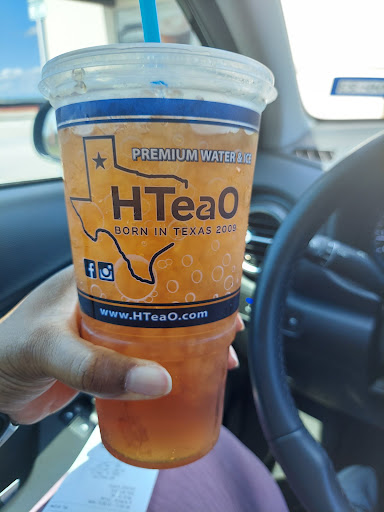 PREMIUM WATER & ICE
HTeaO
BORN IN TEXAS 2009
www.HTeaO.com